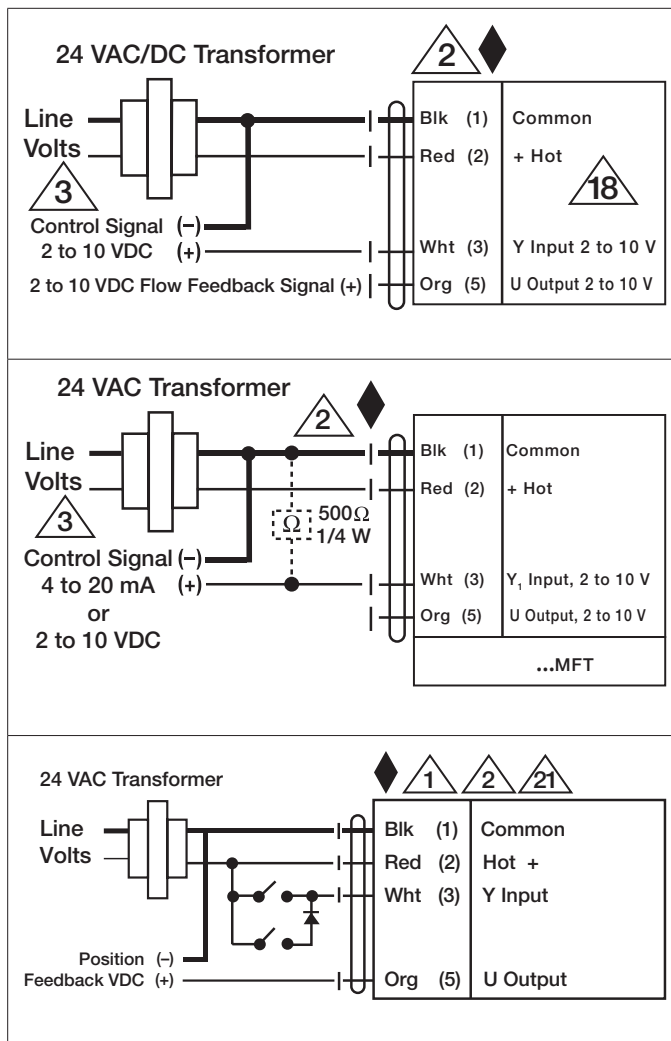 24 VAC/DC Transformer
2
Line
Volts
3
Control Signal (–)
2 to 10 VDC (+)
2 to 10 VDC Flow Feedback Signal (+)
Blk (1) Common
Red (2) + Hot
18
Wht (3) Y Input 2 to 10 V
Org (5) U Output 2 to 10 V
24 VAC Transformer
2
Line
Volts
3
Ω 500Ω
1/4 W
Control Signal (–)
4 to 20 mA (+)
or
2 to 10 VDC
Blk (1) Common
Red (2) + Hot
Wht (3) Y₁ Input, 2 to 10 V
Org (5) U Output, 2 to 10 V
...MFT
24 VAC Transformer
1 2 21
Line
Volts
Position (–)
Feedback VDC (+)
Blk (1) Common
Red (2) Hot +
Wht (3) Y Input
Org (5) U Output